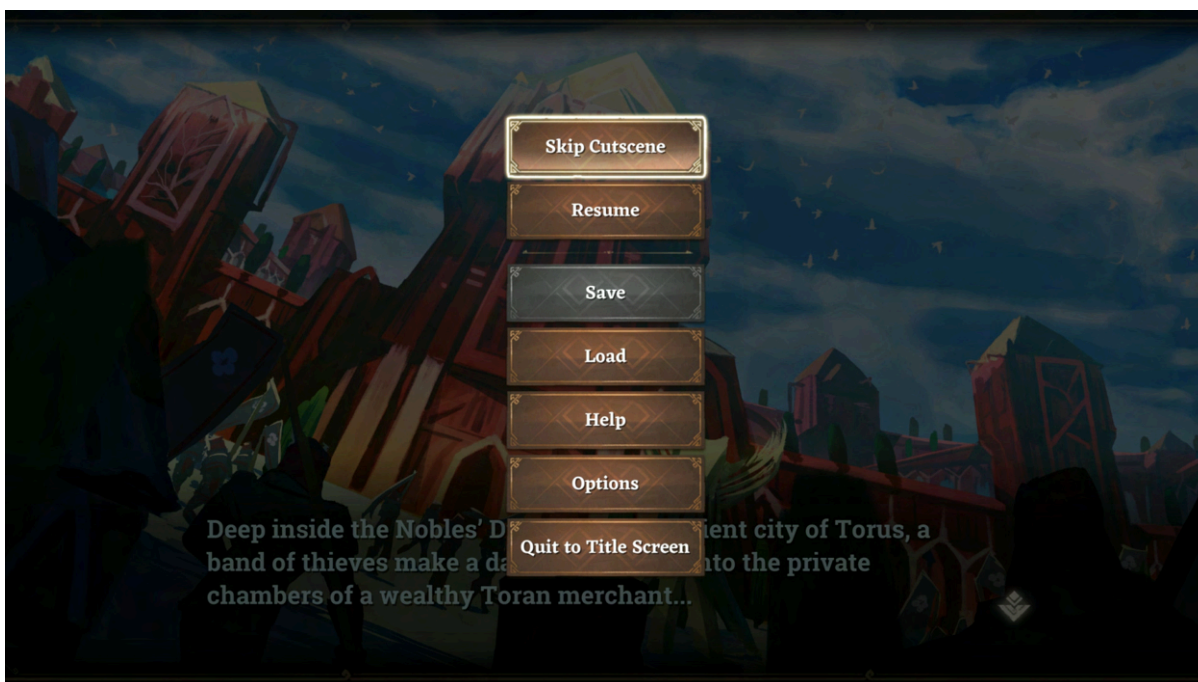 Skip Cutscene
Resume
Save
Load
Help
Options
Quit to Title Screen
Deep inside the Nobles' D ient city of Torus, a
band of thieves make a da nto the private
chambers of a wealthy Toran merchant...